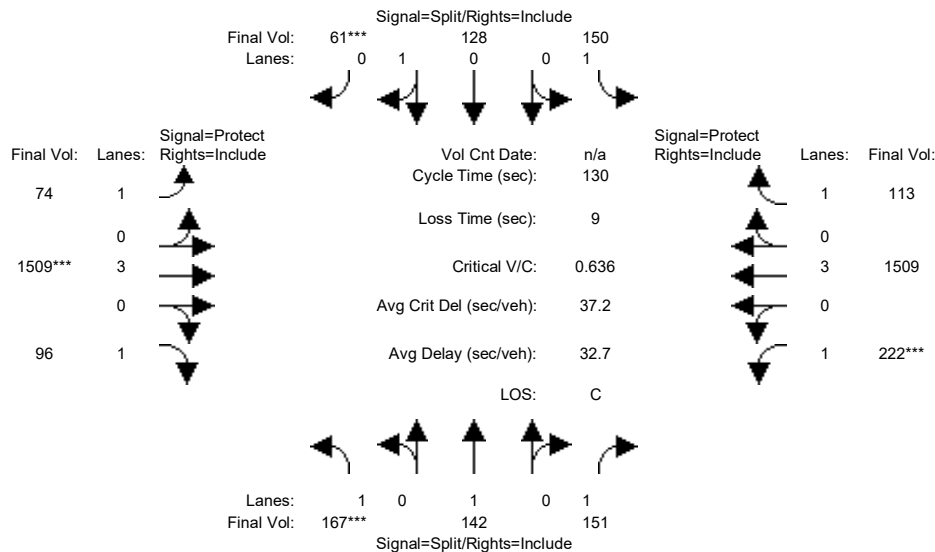 Signal=Split/Rights=Include
Final Vol: 61*** 128 150
Lanes: 0 1 0 0 1
Signal=Protect
Final Vol: Lanes: Rights=Include
Vol Cnt Date: n/a
Signal=Protect
Rights=Include Lanes: Final Vol:
Cycle Time (sec): 130
74 1
1 113
Loss Time (sec): 9
0
0
1509*** 3
Critical V/C: 0.636
3 1509
0
Avg Crit Del (sec/veh): 37.2
0
96 1
Avg Delay (sec/veh): 32.7
1 222***
LOS: C
Lanes: 1 0 1 0 1
Final Vol: 167*** 142 151
Signal=Split/Rights=Include